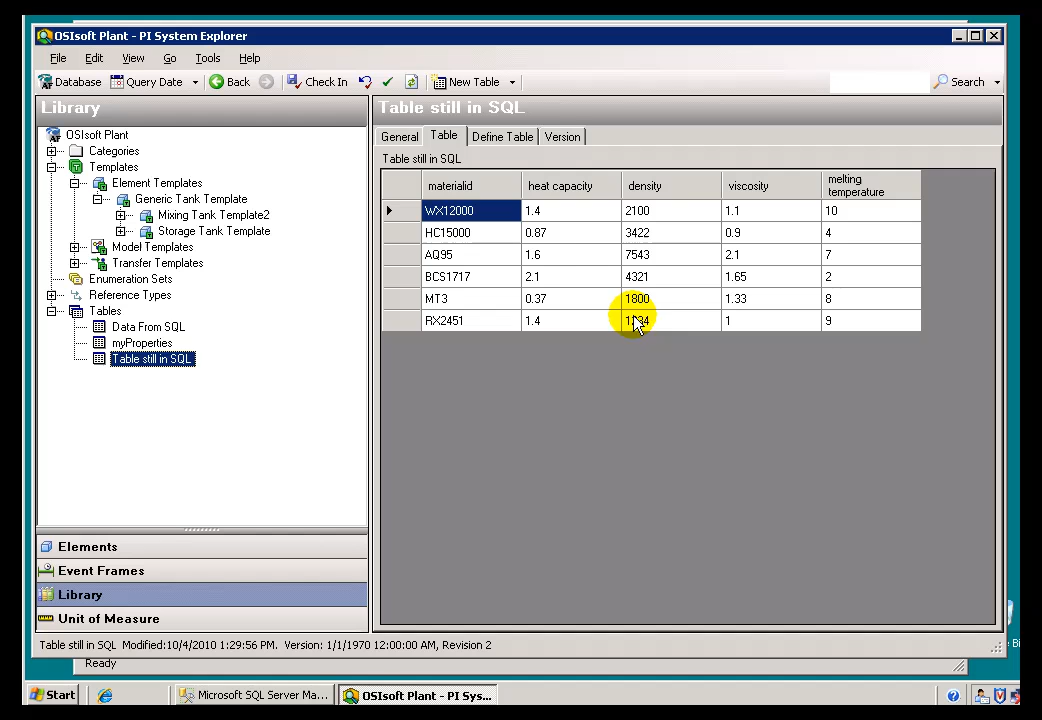 OSIsoft Plant - PI System Explorer
File Edit View Go Tools Help
Database Query Date Back Check In New Table Search
Library
OSIsoft Plant
Categories
Templates
Element Templates
Generic Tank Template
Mixing Tank Template2
Storage Tank Template
Model Templates
Transfer Templates
Enumeration Sets
Reference Types
Tables
Data From SQL
myProperties
Table still in SQL
Elements
Event Frames
Library
Unit of Measure
Table still in SQL
General Table Define Table Version
Table still in SQL
materialid heat capacity density viscosity melting temperature
WX12000 1.4 2100 1.1 10
HC15000 0.87 3422 0.9 4
AQ95 1.6 7543 2.1 7
BCS1717 2.1 4321 1.65 2
MT3 0.37 1800 1.33 8
RX2451 1.4 1 9
Table still in SQL Modified:10/4/2010 1:29:56 PM. Version: 1/1/1970 12:00:00 AM, Revision 2
Ready
Start Microsoft SQL Server Ma... OSIsoft Plant - PI Sys...